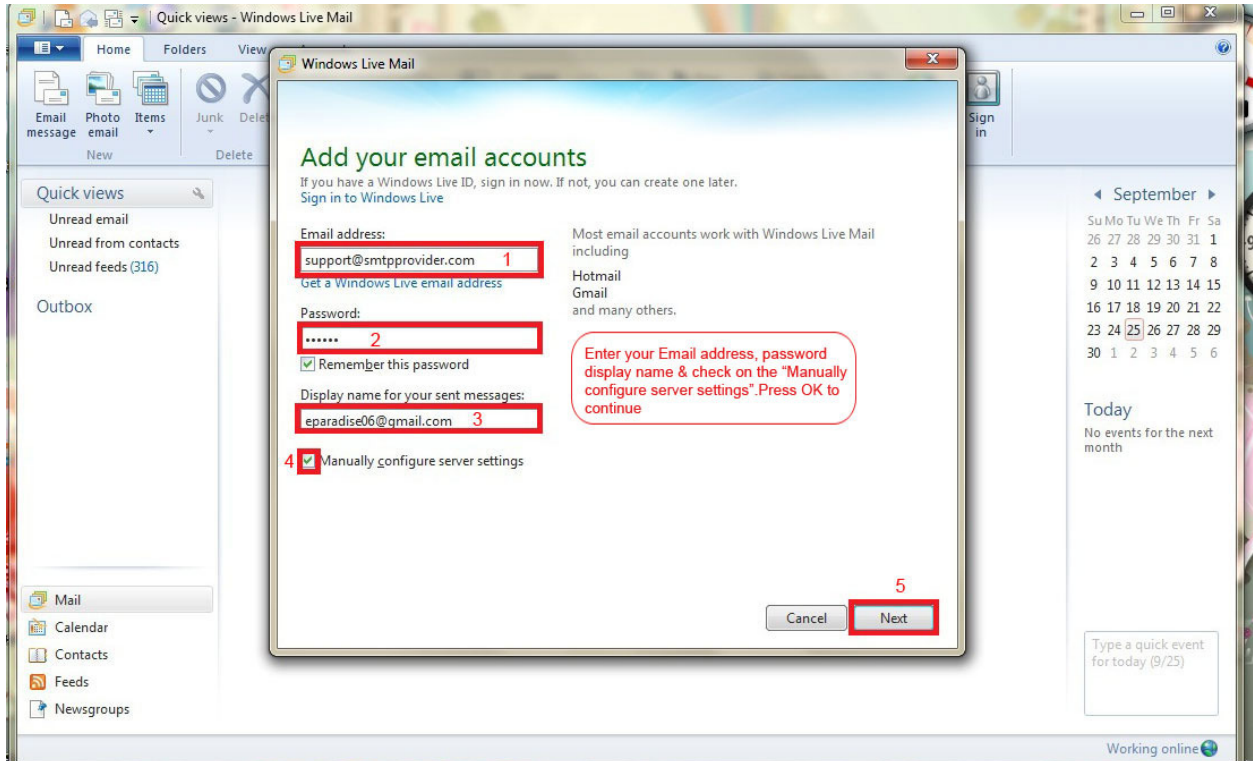 Quick views - Windows Live Mail
Home Folders View
Email message
Photo email
Items
Junk
Delet
Sign in
New
Delete
Quick views
Unread email
Unread from contacts
Unread feeds (316)
Outbox
Mail
Calendar
Contacts
Feeds
Newsgroups
Windows Live Mail
Add your email accounts
If you have a Windows Live ID, sign in now. If not, you can create one later.
Sign in to Windows Live
Email address:
support@smtpprovider.com 1
Get a Windows Live email address
Password:
•••••• 2
Remember this password
Display name for your sent messages:
eparadise06@gmail.com 3
4 Manually configure server settings
Most email accounts work with Windows Live Mail
including
Hotmail
Gmail
and many others.
Enter your Email address, password
display name & check on the “Manually
configure server settings”.Press OK to
continue
5
Cancel Next
September
Su Mo Tu We Th Fr Sa
26 27 28 29 30 31 1
2 3 4 5 6 7 8
9 10 11 12 13 14 15
16 17 18 19 20 21 22
23 24 25 26 27 28 29
30 1 2 3 4 5 6
Today
No events for the next
month
Type a quick event
for today (9/25)
Working online